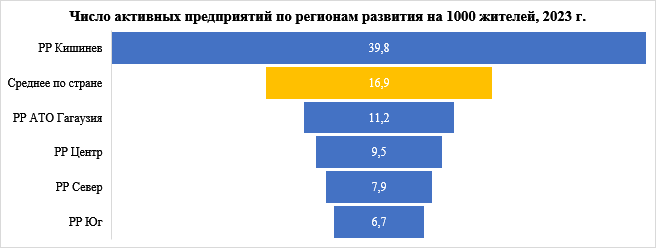 Число активных предприятий по регионам развития на 1000 жителей, 2023 г.
РР Кишинев 39,8
Среднее по стране 16,9
РР АТО Гагаузия 11,2
РР Центр 9,5
РР Север 7,9
РР Юг 6,7